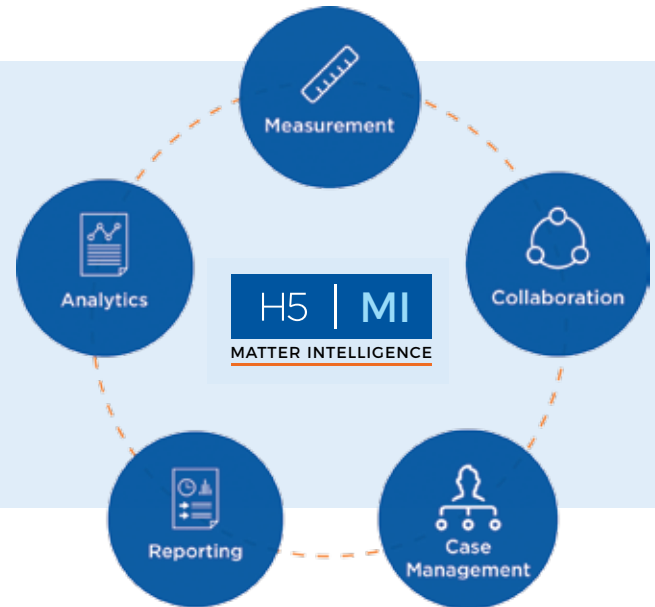 Measurement
Analytics
Collaboration
H5 | MI
MATTER INTELLIGENCE
Reporting
Case
Management